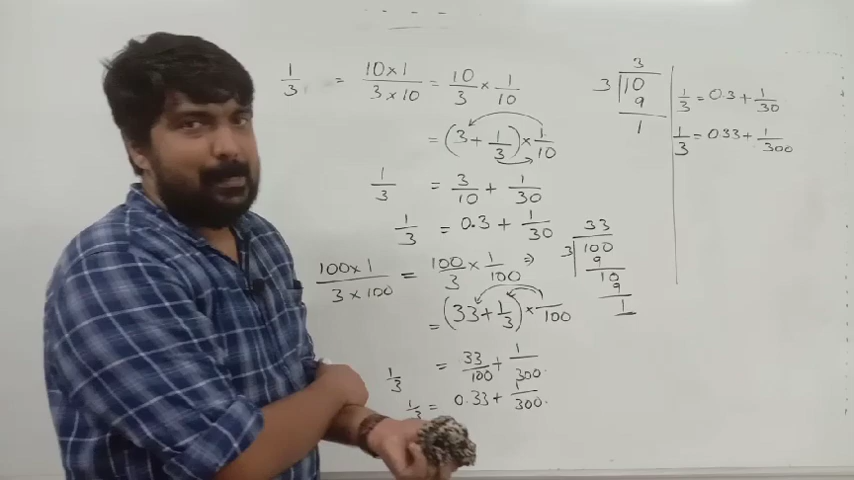 1/3 = 10×1/3×10 = 10/3 × 1/10
= (3 + 1/3) × 1/10
1/3 = 3/10 + 1/30
1/3 = 0.3 + 1/30
100×1/3×100 = 100/3 × 1/100 ⇒
= (33 + 1/3) × /100
1/3 = 33/100 + 1/300
1/3 = 0.33 + 1/300.
3
3 10
9
1
33
3 100
9
10
9
1
1/3 = 0.3 + 1/30
1/3 = 033 + 1/300